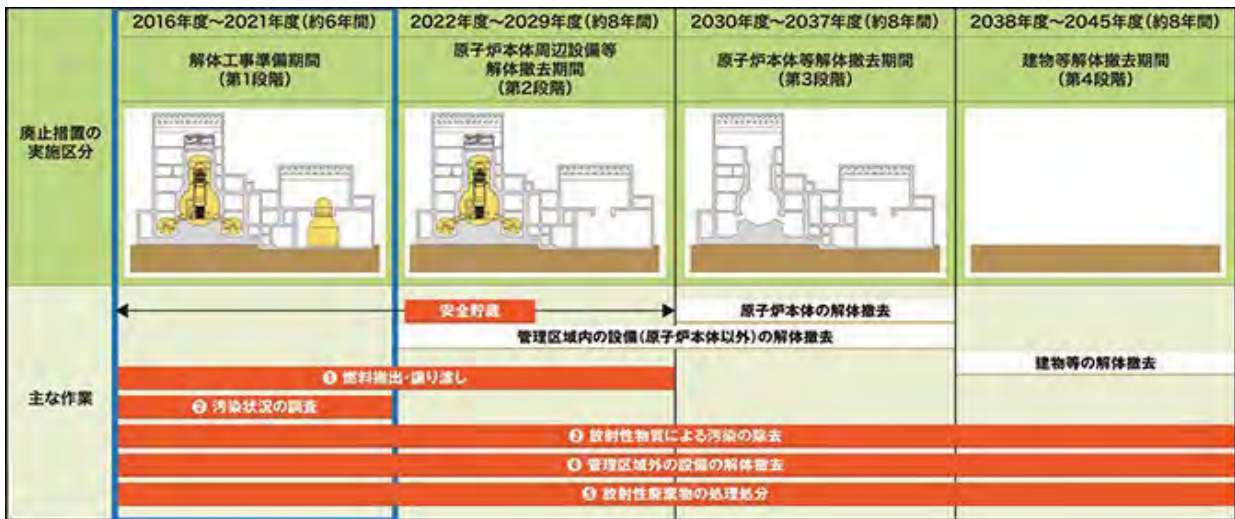 2016年度～2021年度(約6年間)
2022年度～2029年度(約8年間)
2030年度～2037年度(約8年間)
2038年度～2045年度(約8年間)
廃止措置の
実施区分
解体工事準備期間
(第1段階)
原子炉本体周辺設備等
解体撤去期間
(第2段階)
原子炉本体等解体撤去期間
(第3段階)
建物等解体撤去期間
(第4段階)
主な作業
安全貯蔵
原子炉本体の解体撤去
管理区域内の設備(原子炉本体以外)の解体撤去
建物等の解体撤去
❶ 燃料搬出・譲り渡し
❷ 汚染状況の調査
❸ 放射性物質による汚染の除去
❹ 管理区域外の設備の解体撤去
❺ 放射性廃棄物の処理処分